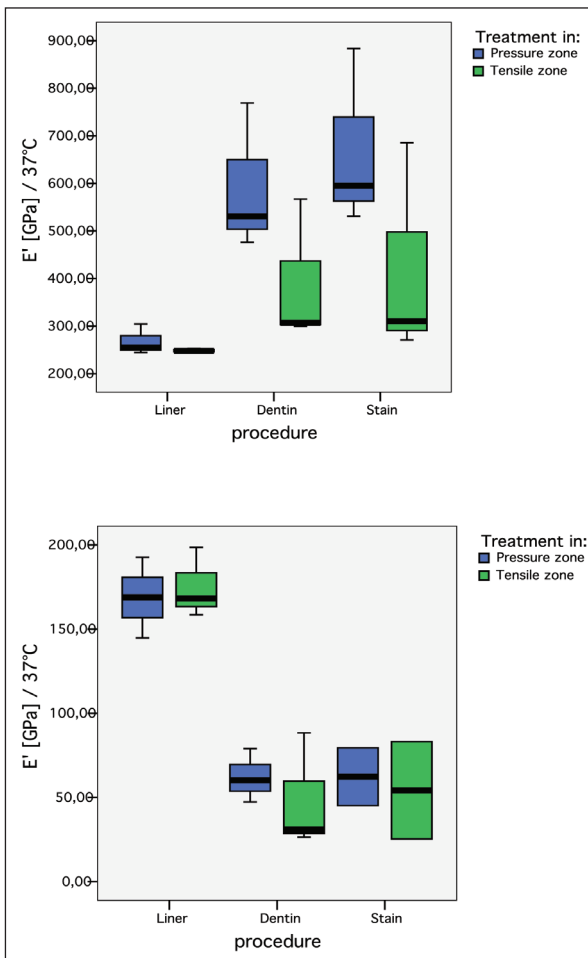 Treatment in:
Pressure zone
Tensile zone
900,00
800,00
700,00
600,00
500,00
400,00
300,00
200,00
E' [GPa] / 37°C
Liner Dentin Stain
procedure
Treatment in:
Pressure zone
Tensile zone
200,00
150,00
100,00
50,00
0,00
E' [GPa] / 37°C
Liner Dentin Stain
procedure